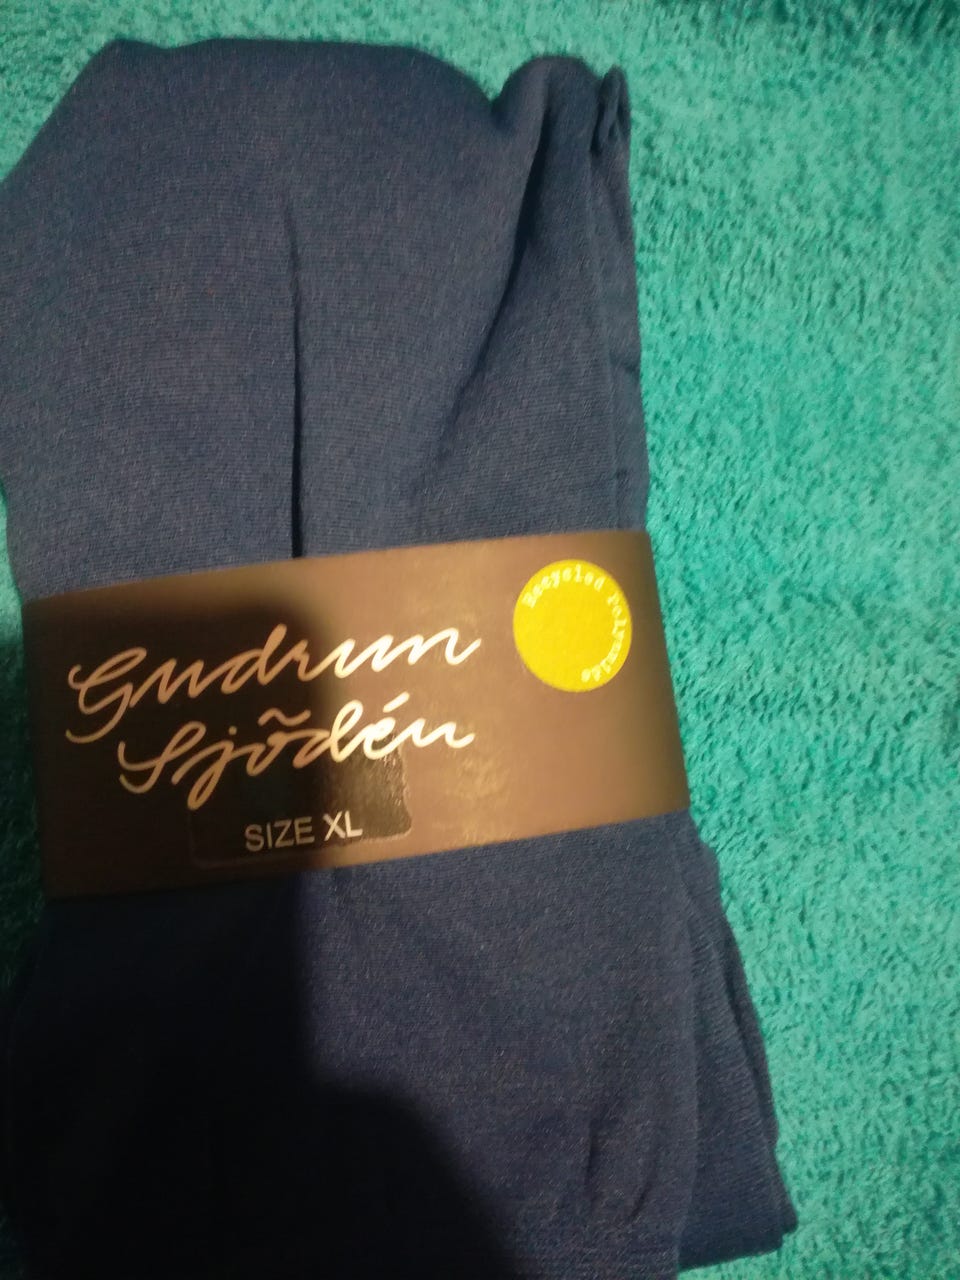 Gudrun
Sjödén
SIZE XL
Recycled Polyamide